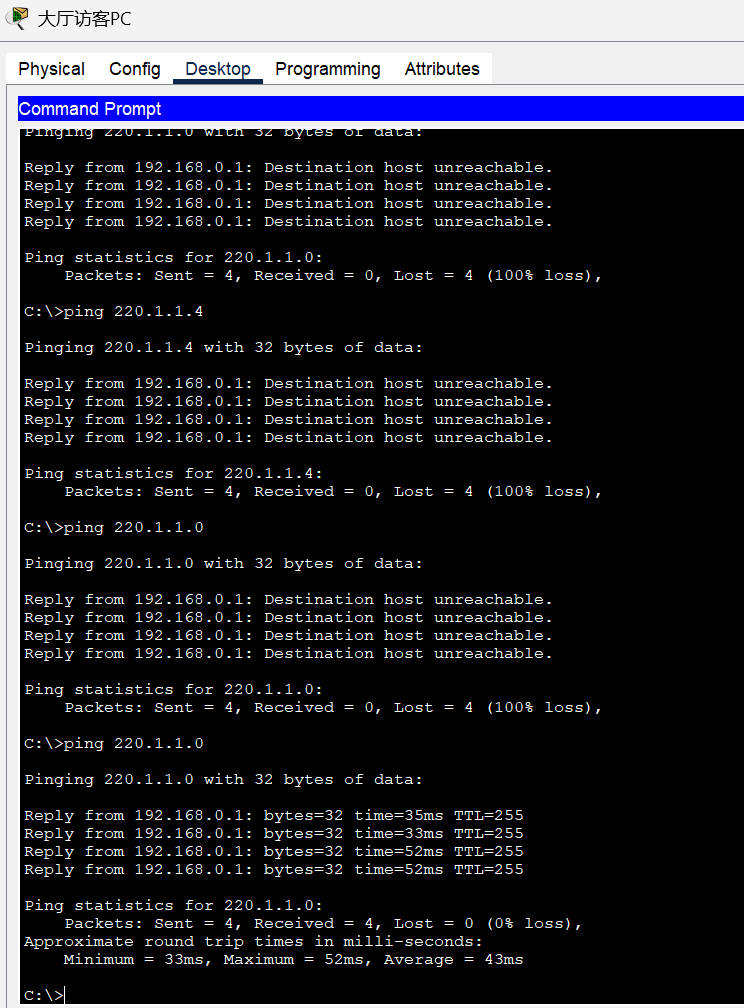 大厅访客PC
Physical Config Desktop Programming Attributes
Command Prompt
Pinging 220.1.1.0 with 32 bytes of data:
Reply from 192.168.0.1: Destination host unreachable.
Reply from 192.168.0.1: Destination host unreachable.
Reply from 192.168.0.1: Destination host unreachable.
Reply from 192.168.0.1: Destination host unreachable.
Ping statistics for 220.1.1.0:
Packets: Sent = 4, Received = 0, Lost = 4 (100% loss),
C:\>ping 220.1.1.4
Pinging 220.1.1.4 with 32 bytes of data:
Reply from 192.168.0.1: Destination host unreachable.
Reply from 192.168.0.1: Destination host unreachable.
Reply from 192.168.0.1: Destination host unreachable.
Reply from 192.168.0.1: Destination host unreachable.
Ping statistics for 220.1.1.4:
Packets: Sent = 4, Received = 0, Lost = 4 (100% loss),
C:\>ping 220.1.1.0
Pinging 220.1.1.0 with 32 bytes of data:
Reply from 192.168.0.1: Destination host unreachable.
Reply from 192.168.0.1: Destination host unreachable.
Reply from 192.168.0.1: Destination host unreachable.
Reply from 192.168.0.1: Destination host unreachable.
Ping statistics for 220.1.1.0:
Packets: Sent = 4, Received = 0, Lost = 4 (100% loss),
C:\>ping 220.1.1.0
Pinging 220.1.1.0 with 32 bytes of data:
Reply from 192.168.0.1: bytes=32 time=35ms TTL=255
Reply from 192.168.0.1: bytes=32 time=33ms TTL=255
Reply from 192.168.0.1: bytes=32 time=52ms TTL=255
Reply from 192.168.0.1: bytes=32 time=52ms TTL=255
Ping statistics for 220.1.1.0:
Packets: Sent = 4, Received = 4, Lost = 0 (0% loss),
Approximate round trip times in milli-seconds:
Minimum = 33ms, Maximum = 52ms, Average = 43ms
C:\>